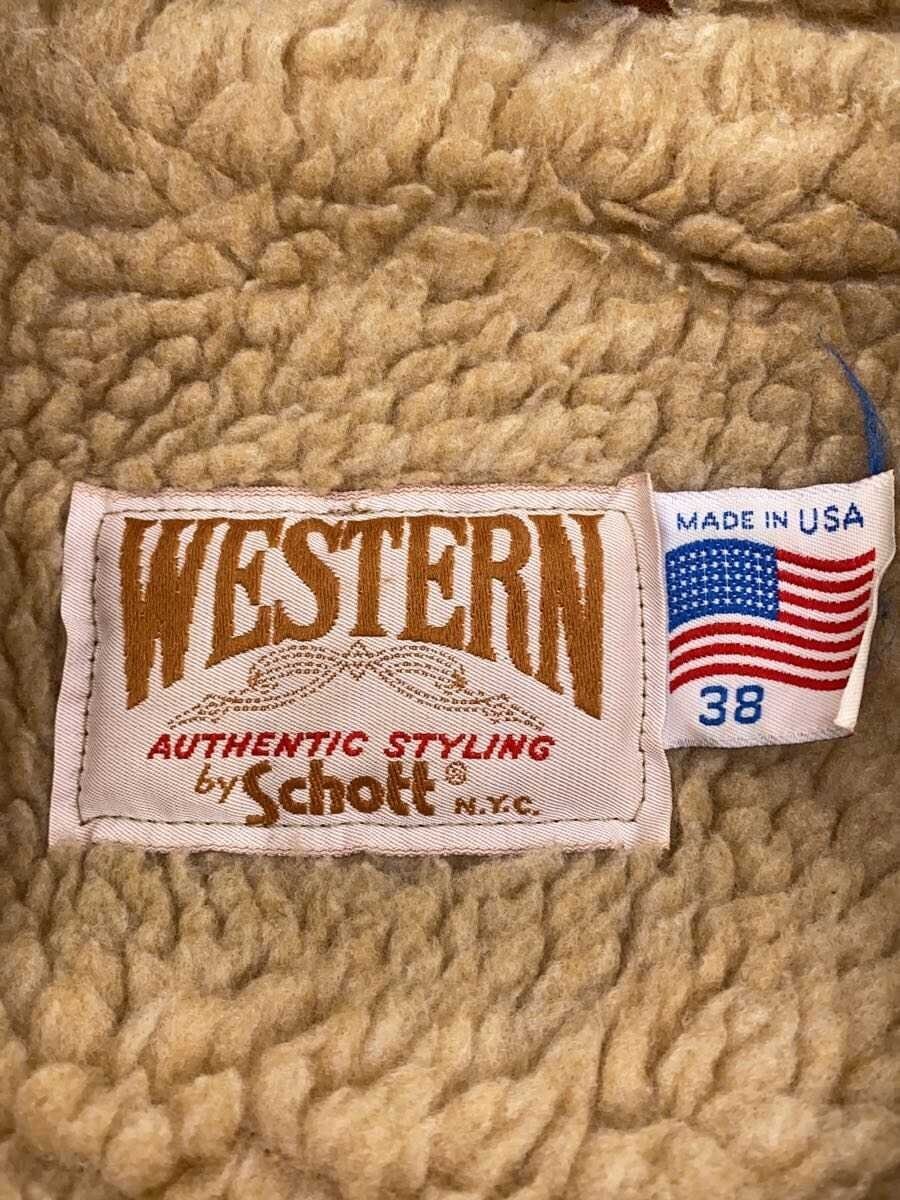 WESTERN
AUTHENTIC STYLING
by Schott® N.Y.C.
MADE IN USA
38